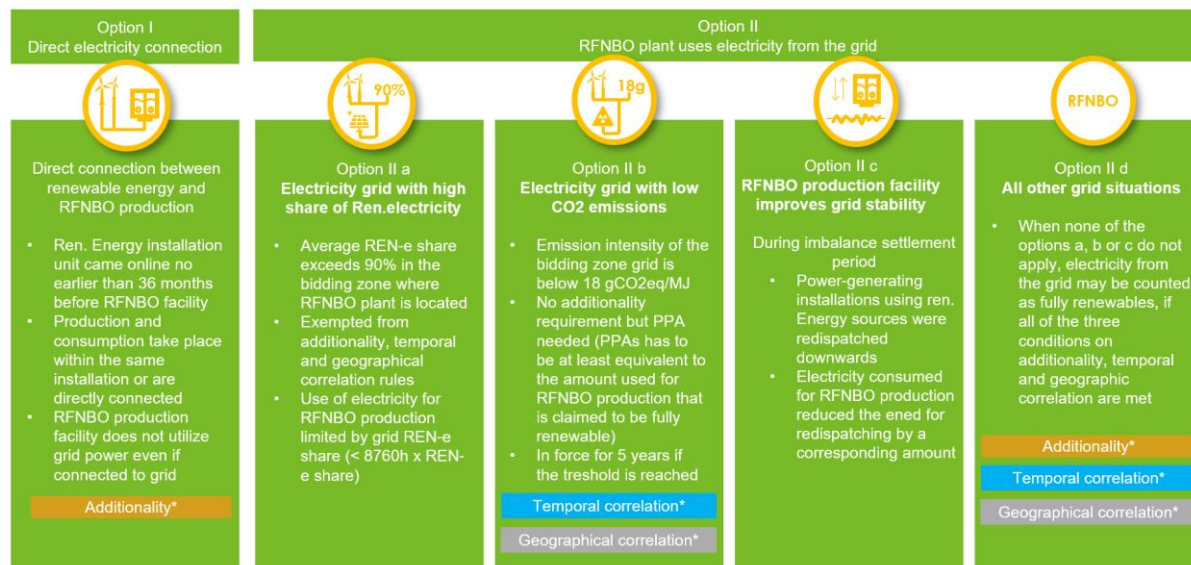 Option I
Direct electricity connection
Option II
RFNBO plant uses electricity from the grid
Direct connection between
renewable energy and
RFNBO production
• Ren. Energy installation
unit came online no
earlier than 36 months
before RFNBO facility
• Production and
consumption take place
within the same
installation or are
directly connected
• RFNBO production
facility does not utilize
grid power even if
connected to grid
Additionality*
90%
Option II a
Electricity grid with high
share of Ren.electricity
• Average REN-e share
exceeds 90% in the
bidding zone where
RFNBO plant is located
• Exempted from
additionality, temporal
and geographical
correlation rules
• Use of electricity for
RFNBO production
limited by grid REN-e
share (< 8760h x REN-
e share)
18g
Option II b
Electricity grid with low
CO2 emissions
• Emission intensity of the
bidding zone grid is
below 18 gCO2eq/MJ
• No additionality
requirement but PPA
needed (PPAs has to
be at least equivalent to
the amount used for
RFNBO production that
is claimed to be fully
renewable)
• In force for 5 years if
the treshold is reached
Temporal correlation*
Geographical correlation*
Option II c
RFNBO production facility
improves grid stability
During imbalance settlement
period
• Power-generating
installations using ren.
Energy sources were
redispatched
downwards
• Electricity consumed
for RFNBO production
reduced the ened for
redispatching by a
corresponding amount
RFNBO
Option II d
All other grid situations
• When none of the
options a, b or c do not
apply, electricity from
the grid may be counted
as fully renewables, if
all of the three
conditions on
additionality, temporal
and geographic
correlation are met
Additionality*
Temporal correlation*
Geographical correlation*